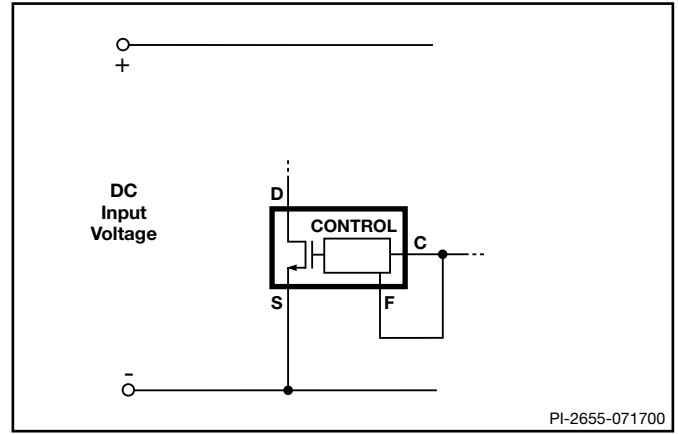 +
DC
Input
Voltage
D
CONTROL
C
S
F
-
PI-2655-071700